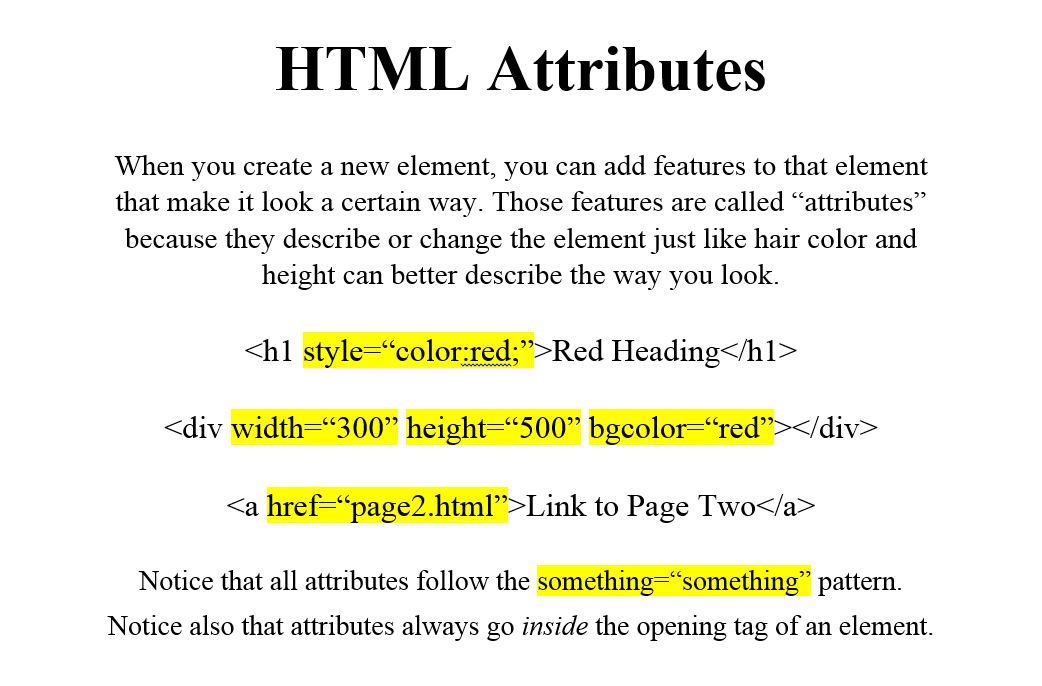 HTML Attributes
When you create a new element, you can add features to that element
that make it look a certain way. Those features are called “attributes”
because they describe or change the element just like hair color and
height can better describe the way you look.
<h1 style=“color:red;”>Red Heading</h1>
<div width=“300” height=“500” bgcolor=“red”></div>
<a href=“page2.html”>Link to Page Two</a>
Notice that all attributes follow the something=“something” pattern.
Notice also that attributes always go inside the opening tag of an element.